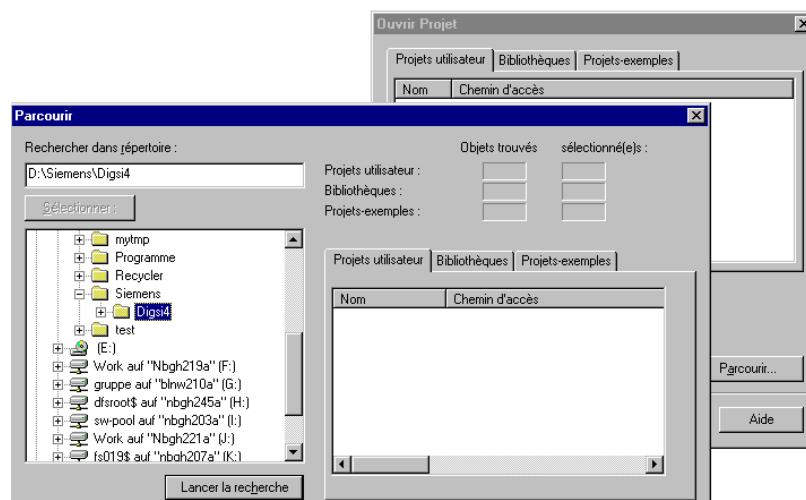 Ouvrir Projet
Projets utilisateur Bibliothèques Projets-exemples
Nom Chemin d'accès
Parcourir
Rechercher dans répertoire :
D:\Siemens\Digsi4
Sélectionner :
Objets trouvés sélectionné(e)s :
Projets utilisateur :
Bibliothèques :
Projets-exemples :
mytmp
Programme
Recycler
Siemens
Digsi4
test
(E:)
Work auf "Nbgh219a" (F:)
gruppe auf "blnw210a" (G:)
dfsroot$ auf "nbgh245a" (H:)
sw-pool auf "nbgh203a" (I:)
Work auf "Nbgh221a" (J:)
fs019$ auf "nbgh207a" (K:)
Projets utilisateur Bibliothèques Projets-exemples
Nom Chemin d'accès
Lancer la recherche
Parcourir...
Aide